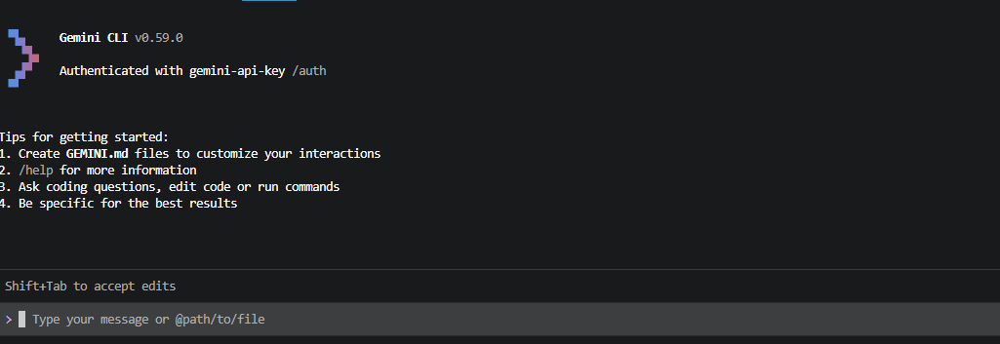 Gemini CLI v0.59.0
Authenticated with gemini-api-key /auth
Tips for getting started:
1. Create GEMINI.md files to customize your interactions
2. /help for more information
3. Ask coding questions, edit code or run commands
4. Be specific for the best results
Shift+Tab to accept edits
> Type your message or @path/to/file